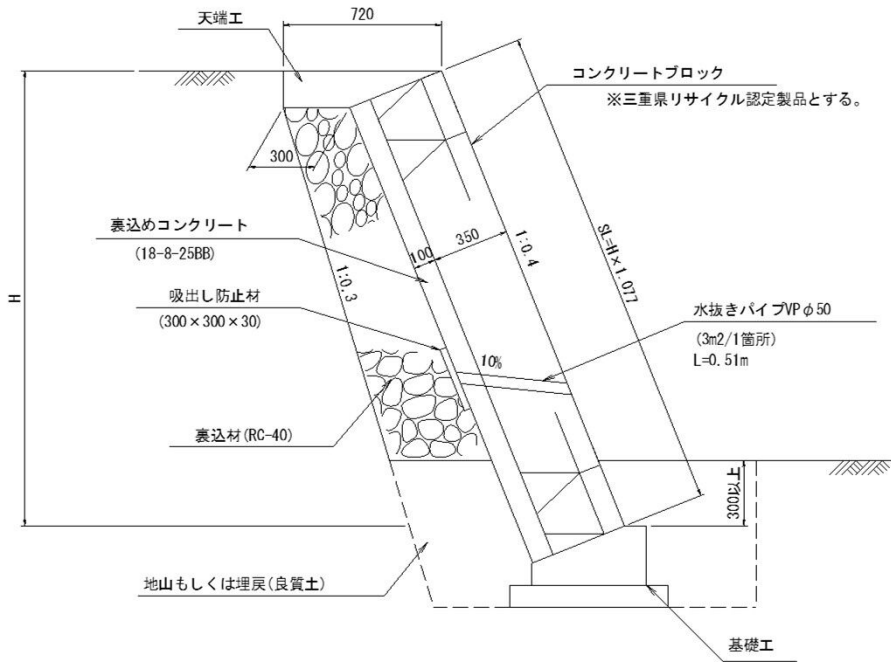 天端工
720
コンクリートブロック
※三重県リサイクル認定製品とする。
300
裏込めコンクリート
(18-8-25BB)
100
350
1:0.4
SL=H×1.077
H
1:0.3
吸出し防止材
(300×300×30)
水抜きパイプVPφ50
(3m2/1箇所)
L=0.51m
10%
裏込材(RC-40)
300以上
地山もしくは埋戻(良質土)
基礎工